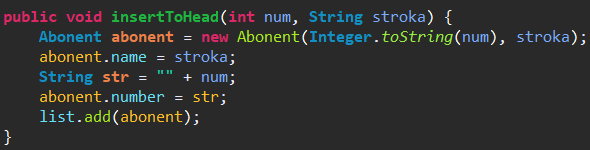 public void insertToHead(int num, String stroka) {
    Abonent abonent = new Abonent(Integer.toString(num), stroka);
    abonent.name = stroka;
    String str = "" + num;
    abonent.number = str;
    list.add(abonent);
}